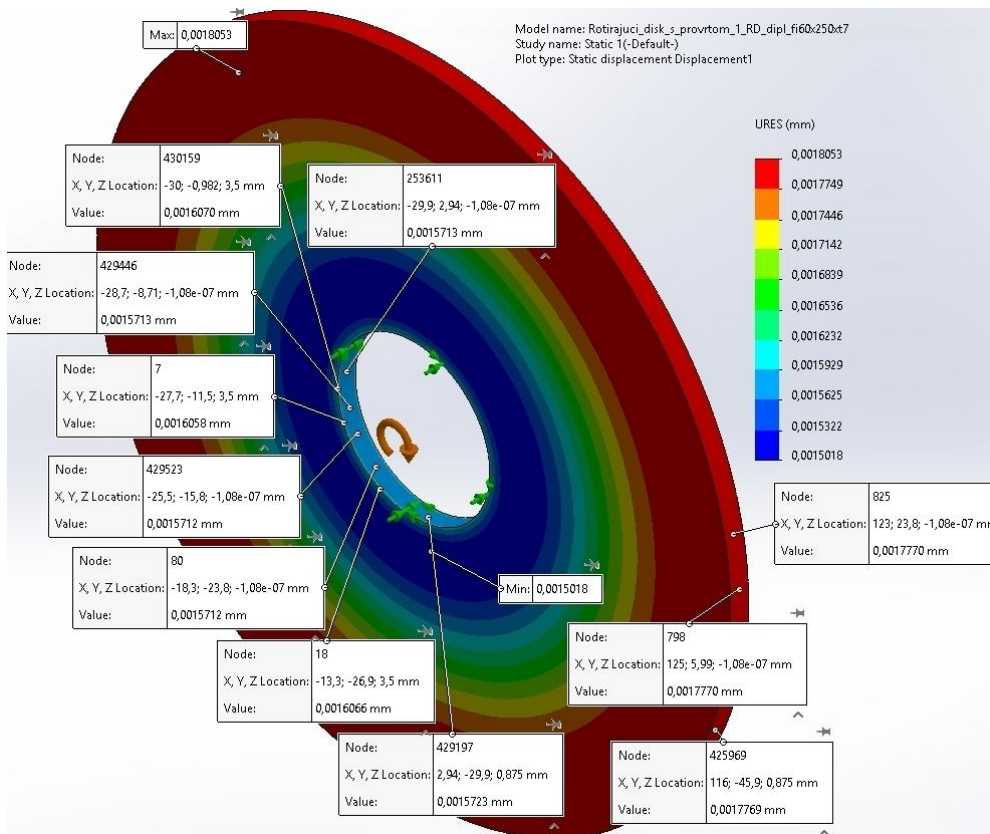 Model name: Rotirajuci_disk_s_provrtom_1_RD_dipl_fi60x250xt7
Study name: Static 1(-Default-)
Plot type: Static displacement Displacement1
Max: 0,0018053
URES (mm)
0,0018053
0,0017749
0,0017446
0,0017142
0,0016839
0,0016536
0,0016232
0,0015929
0,0015625
0,0015322
0,0015018
Node: 430159
X, Y, Z Location: -30; -0,982; 3,5 mm
Value: 0,0016070 mm
Node: 253611
X, Y, Z Location: -29,9; 2,94; -1,08e-07 mm
Value: 0,0015713 mm
Node: 429446
X, Y, Z Location: -28,7; -8,71; -1,08e-07 mm
Value: 0,0015713 mm
Node: 7
X, Y, Z Location: -27,7; -11,5; 3,5 mm
Value: 0,0016058 mm
Node: 429523
X, Y, Z Location: -25,5; -15,8; -1,08e-07 mm
Value: 0,0015712 mm
Node: 825
X, Y, Z Location: 123; 23,8; -1,08e-07 mm
Value: 0,0017770 mm
Node: 80
X, Y, Z Location: -18,3; -23,8; -1,08e-07 mm
Value: 0,0015712 mm
Min: 0,0015018
Node: 798
X, Y, Z Location: 125; 5,99; -1,08e-07 mm
Value: 0,0017770 mm
Node: 18
X, Y, Z Location: -13,3; -26,9; 3,5 mm
Value: 0,0016066 mm
Node: 429197
X, Y, Z Location: 2,94; -29,9; 0,875 mm
Value: 0,0015723 mm
Node: 425969
X, Y, Z Location: 116; -45,9; 0,875 mm
Value: 0,0017769 mm